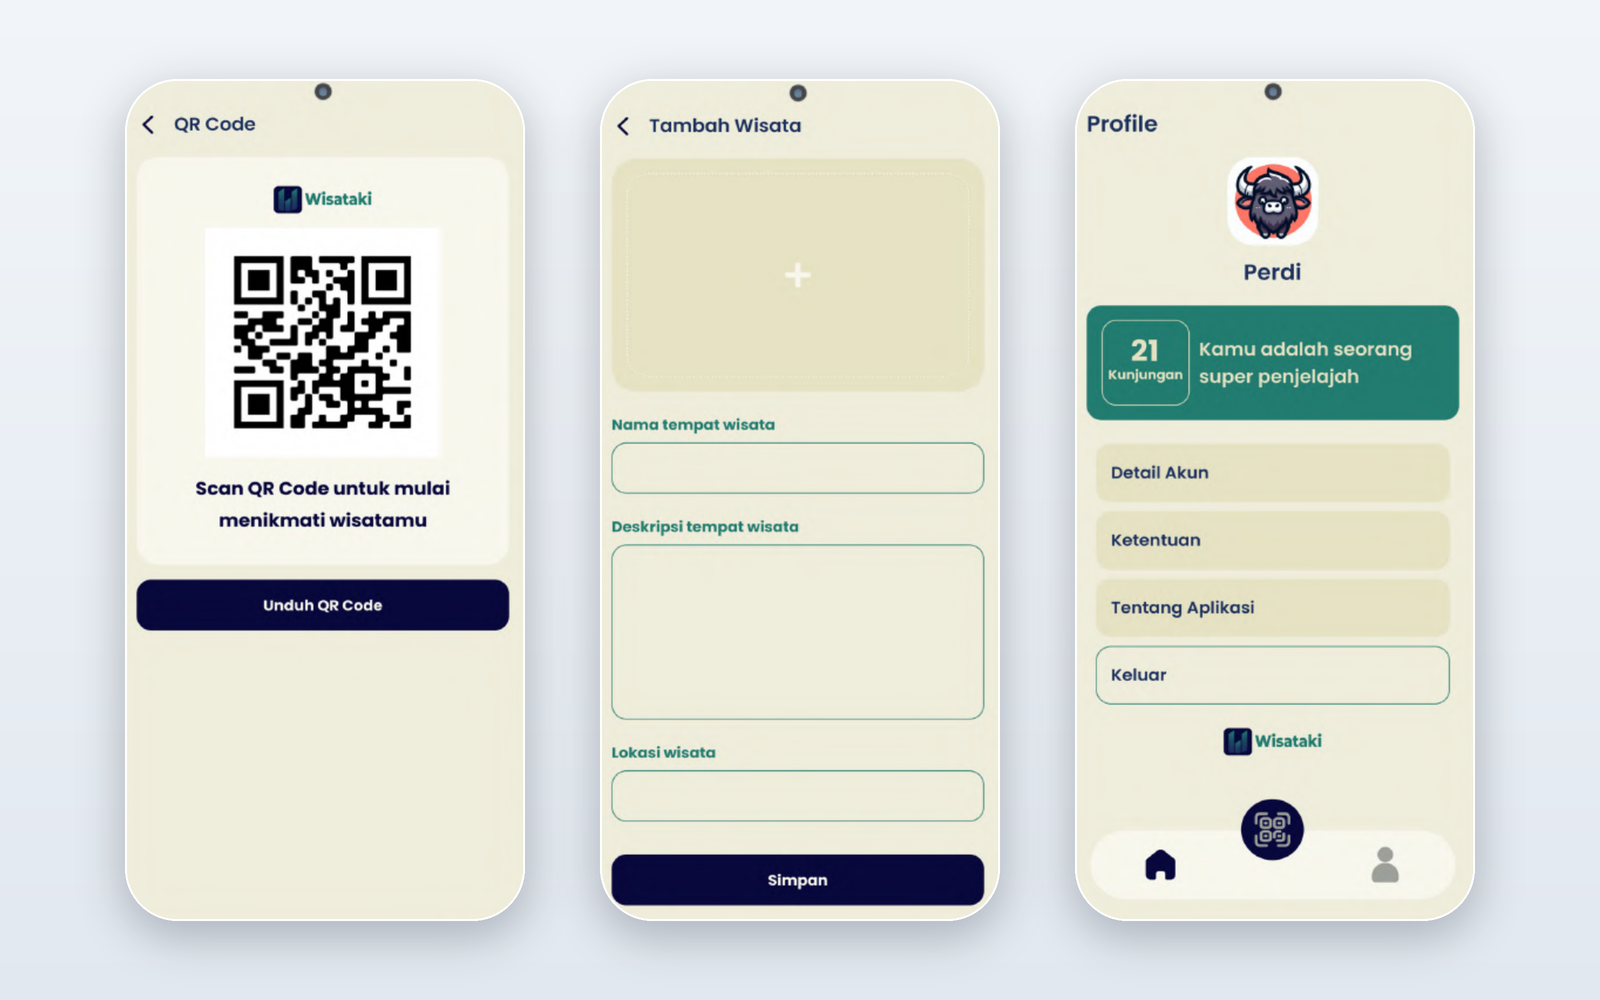 QR Code
Wisataki
Scan QR Code untuk mulai
menikmati wisatamu
Unduh QR Code
Tambah Wisata
+
Nama tempat wisata
Deskripsi tempat wisata
Lokasi wisata
Simpan
Profile
Perdi
21
Kunjungan
Kamu adalah seorang
super penjelajah
Detail Akun
Ketentuan
Tentang Aplikasi
Keluar
Wisataki